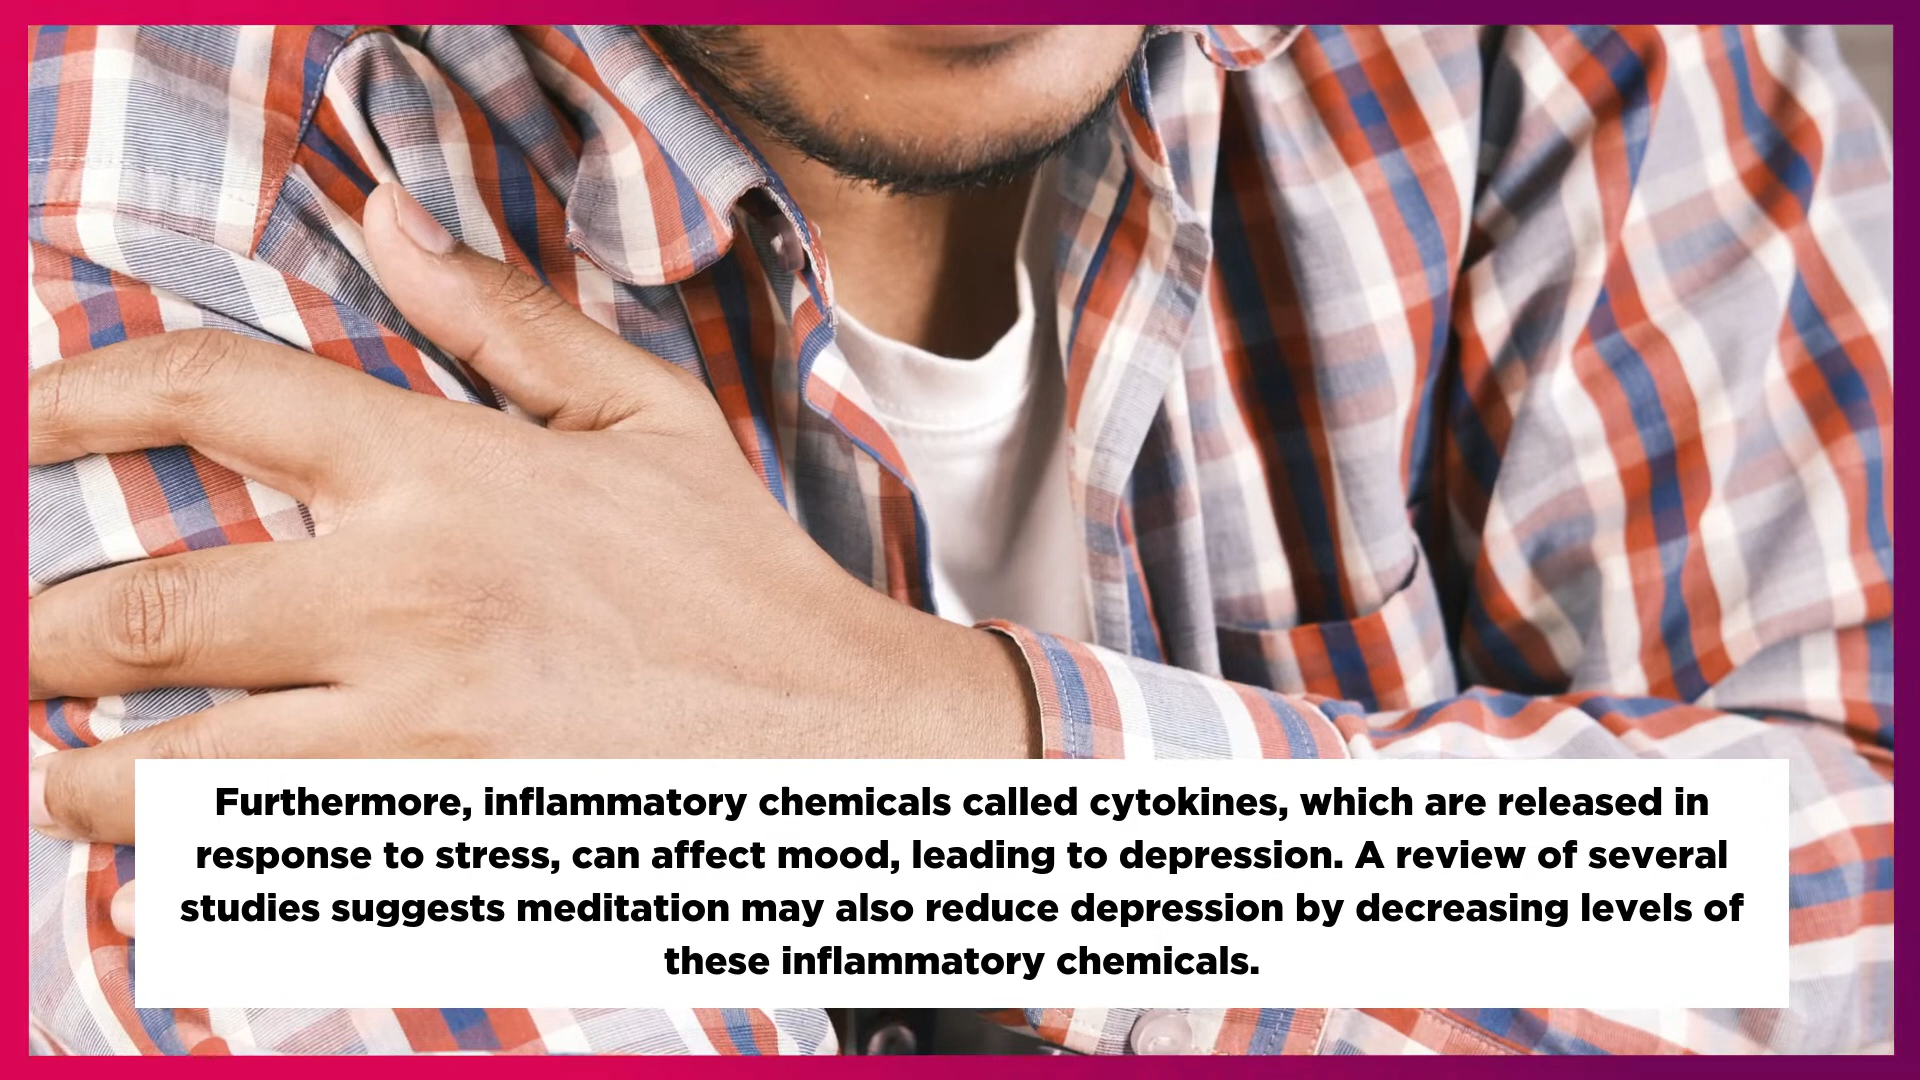 Furthermore, inflammatory chemicals called cytokines, which are released in
response to stress, can affect mood, leading to depression. A review of several
studies suggests meditation may also reduce depression by decreasing levels of
these inflammatory chemicals.